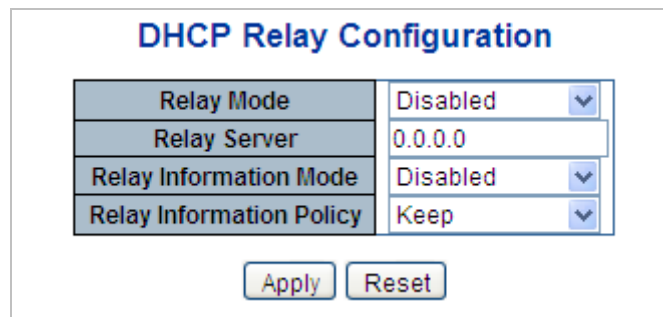 DHCP Relay Configuration
Relay Mode Disabled
Relay Server 0.0.0.0
Relay Information Mode Disabled
Relay Information Policy Keep
Apply Reset